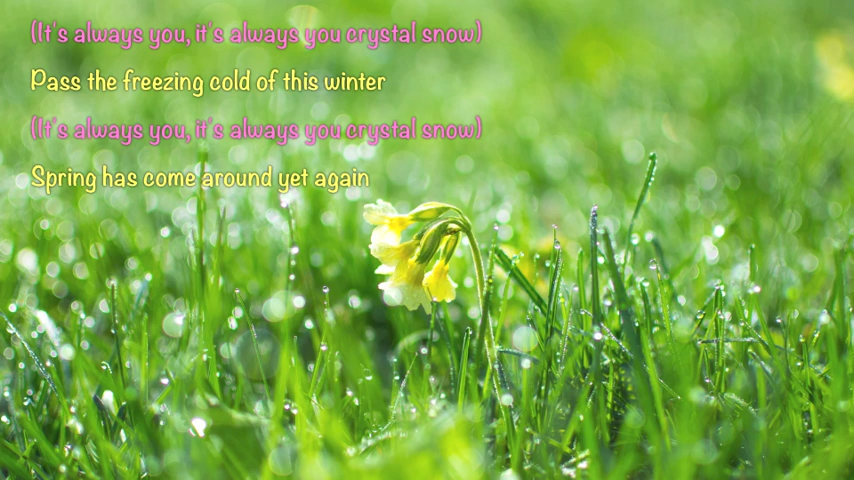 (It's always you, it's always you crystal snow)
Pass the freezing cold of this winter
(It's always you, it's always you crystal snow)
Spring has come around yet again